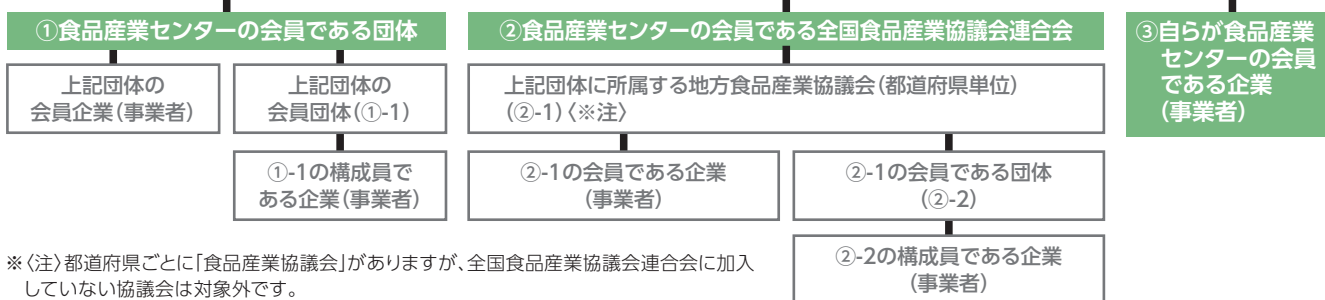 ①食品産業センターの会員である団体
上記団体の
会員企業(事業者)
上記団体の
会員団体(①-1)
①-1の構成員で
ある企業(事業者)
②食品産業センターの会員である全国食品産業協議会連合会
上記団体に所属する地方食品産業協議会(都道府県単位)
(②-1)〈※注〉
②-1の会員である企業
(事業者)
②-1の会員である団体
(②-2)
②-2の構成員である企業
(事業者)
③自らが食品産業
センターの会員
である企業
(事業者)
※〈注〉都道府県ごとに「食品産業協議会」がありますが、全国食品産業協議会連合会に加入
していない協議会は対象外です。